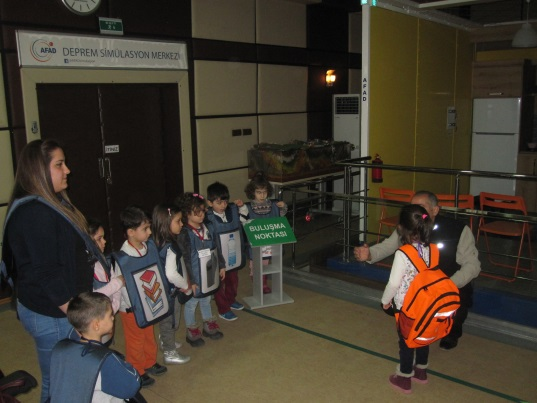 AFAD
DEPREM SİMÜLASYON MERKEZİ
AFAD
BULUŞMA
NOKTASI